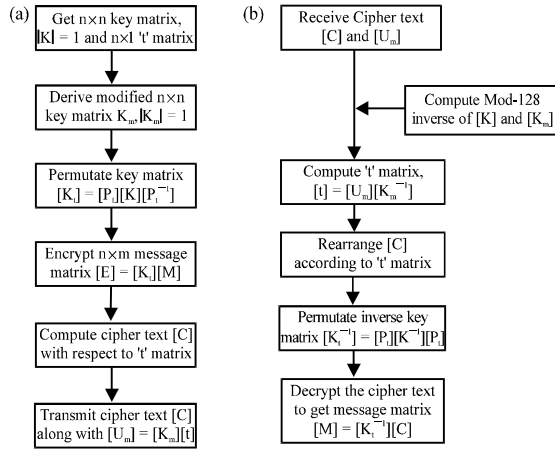 (a)
Get n×n key matrix,
|K| = 1 and n×1 't' matrix
Derive modified n×n
key matrix Kₘ,|Kₘ| = 1
Permutate key matrix
[Kₜ] = [Pₜ][K][Pₜ⁻¹]
Encrypt n×m message
matrix [E] = [Kₜ][M]
Compute cipher text [C]
with respect to 't' matrix
Transmit cipher text [C]
along with [Uₘ] = [Kₘ][t]
(b)
Receive Cipher text
[C] and [Uₘ]
Compute Mod-128
inverse of [K] and [Kₘ]
Compute 't' matrix,
[t] = [Uₘ][Kₘ⁻¹]
Rearrange [C]
according to 't' matrix
Permutate inverse key
matrix [Kₜ⁻¹] = [Pₜ][K⁻¹][Pₜ]
Decrypt the cipher text
to get message matrix
[M] = [Kₜ⁻¹][C]